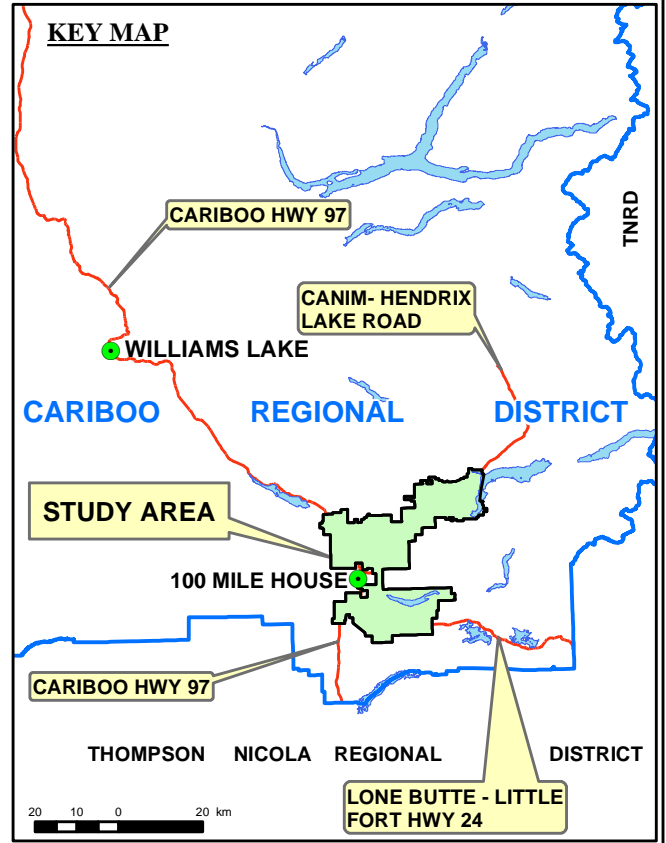 KEY MAP
TNRD
CARIBOO HWY 97
CANIM- HENDRIX
LAKE ROAD
WILLIAMS LAKE
CARIBOO REGIONAL DISTRICT
STUDY AREA
100 MILE HOUSE
CARIBOO HWY 97
THOMPSON NICOLA REGIONAL DISTRICT
LONE BUTTE - LITTLE
FORT HWY 24
20 10 0 20 km